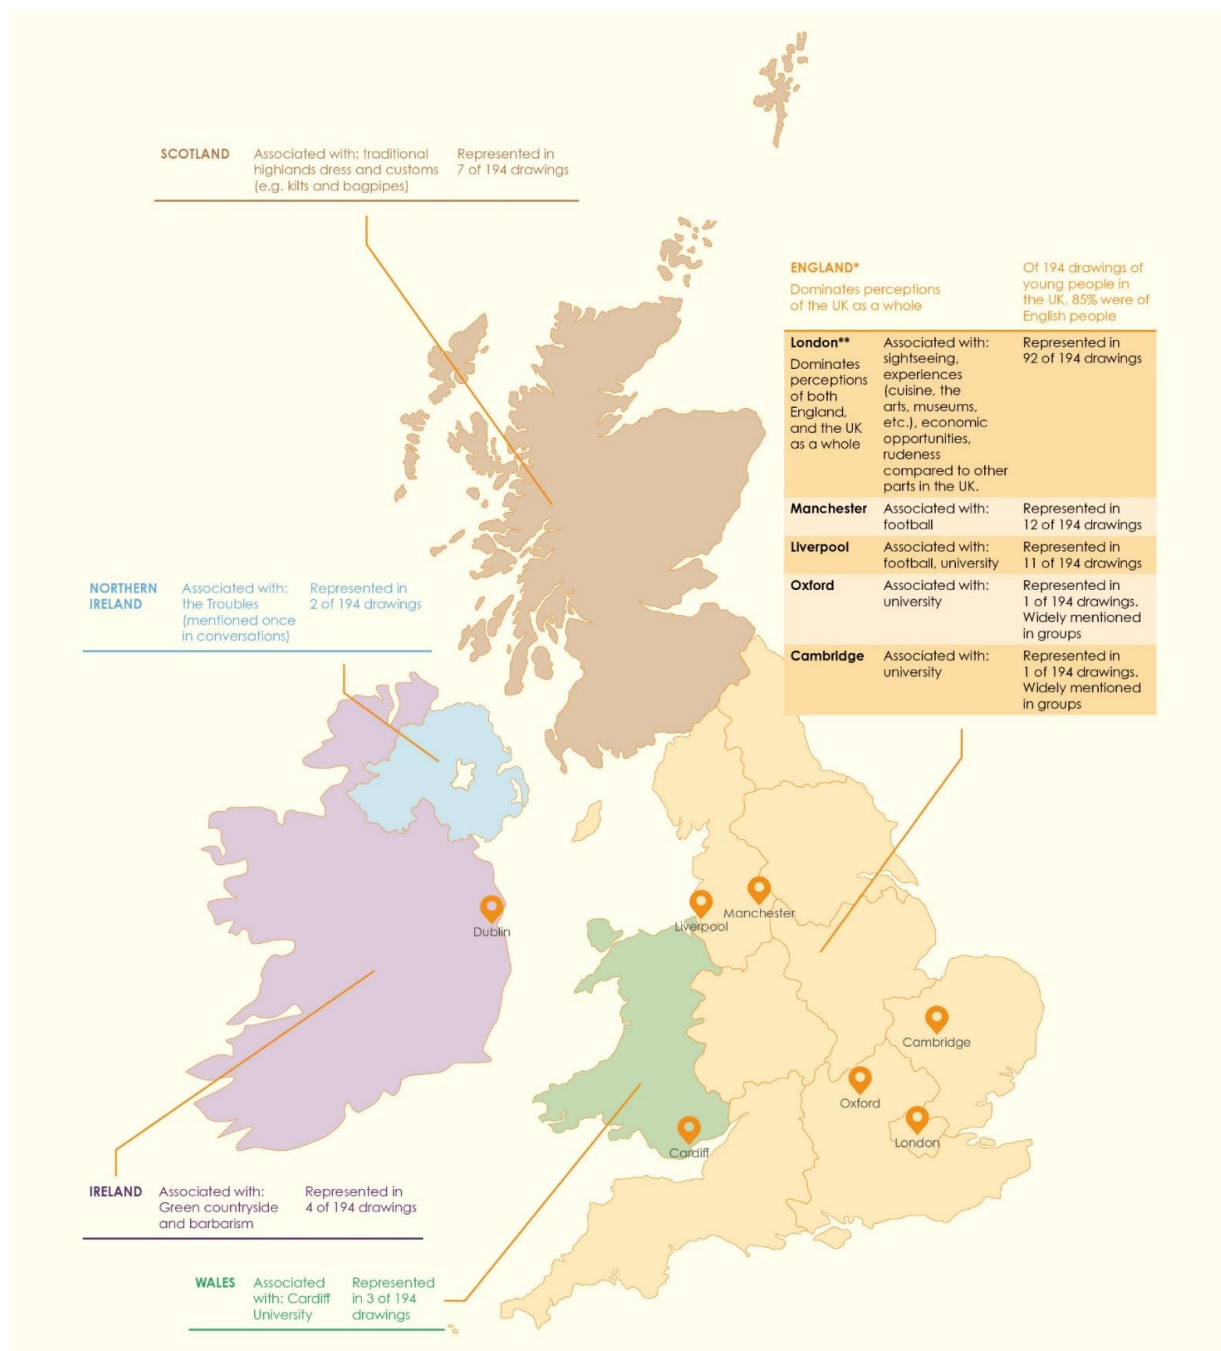 SCOTLAND
Associated with: traditional
highlands dress and customs
(e.g. kilts and bagpipes)
Represented in
7 of 194 drawings
ENGLAND*
Dominates perceptions
of the UK as a whole
Of 194 drawings of
young people in
the UK, 85% were of
English people
London**
Dominates
perceptions
of both
England,
and the UK
as a whole
Associated with:
sightseeing,
experiences
(cuisine, the
arts, museums,
etc.), economic
opportunities,
rudeness
compared to other
parts in the UK.
Represented in
92 of 194 drawings
Manchester
Associated with:
football
Represented in
12 of 194 drawings
LIverpool
Associated with:
football, university
Represented in
11 of 194 drawings
Oxford
Associated with:
university
Represented in
1 of 194 drawings.
Widely mentioned
in groups
Cambridge
Associated with:
university
Represented in
1 of 194 drawings.
Widely mentioned
in groups
NORTHERN
IRELAND
Associated with:
the Troubles
(mentioned once
in conversations)
Represented in
2 of 194 drawings
Manchester
Liverpool
Dublin
Cambridge
Oxford
London
Cardiff
IRELAND
Associated with:
Green countryside
and barbarism
Represented in
4 of 194 drawings
WALES
Associated
with: Cardiff
University
Represented
in 3 of 194
drawings